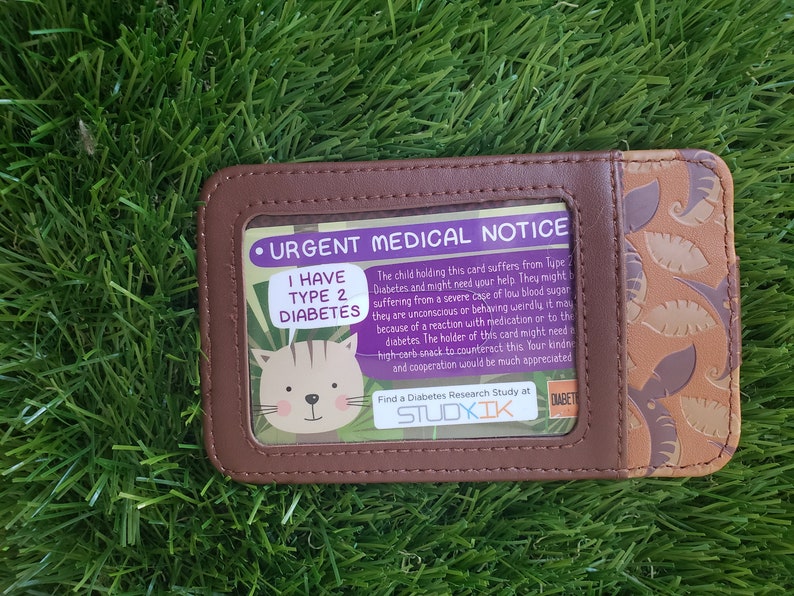 URGENT MEDICAL NOTICE
I HAVE
TYPE 2
DIABETES
The child holding this card suffers from Type 2
Diabetes and might need your help. They might b
suffering from a severe case of low blood sugar
they are unconscious or behaving weirdly, it may
because of a reaction with medication or to the
diabetes. The holder of this card might need a
high-carb snack to counteract this. Your kindne
and cooperation would be much appreciated
Find a Diabetes Research Study at
STUDYIK
DIABETE